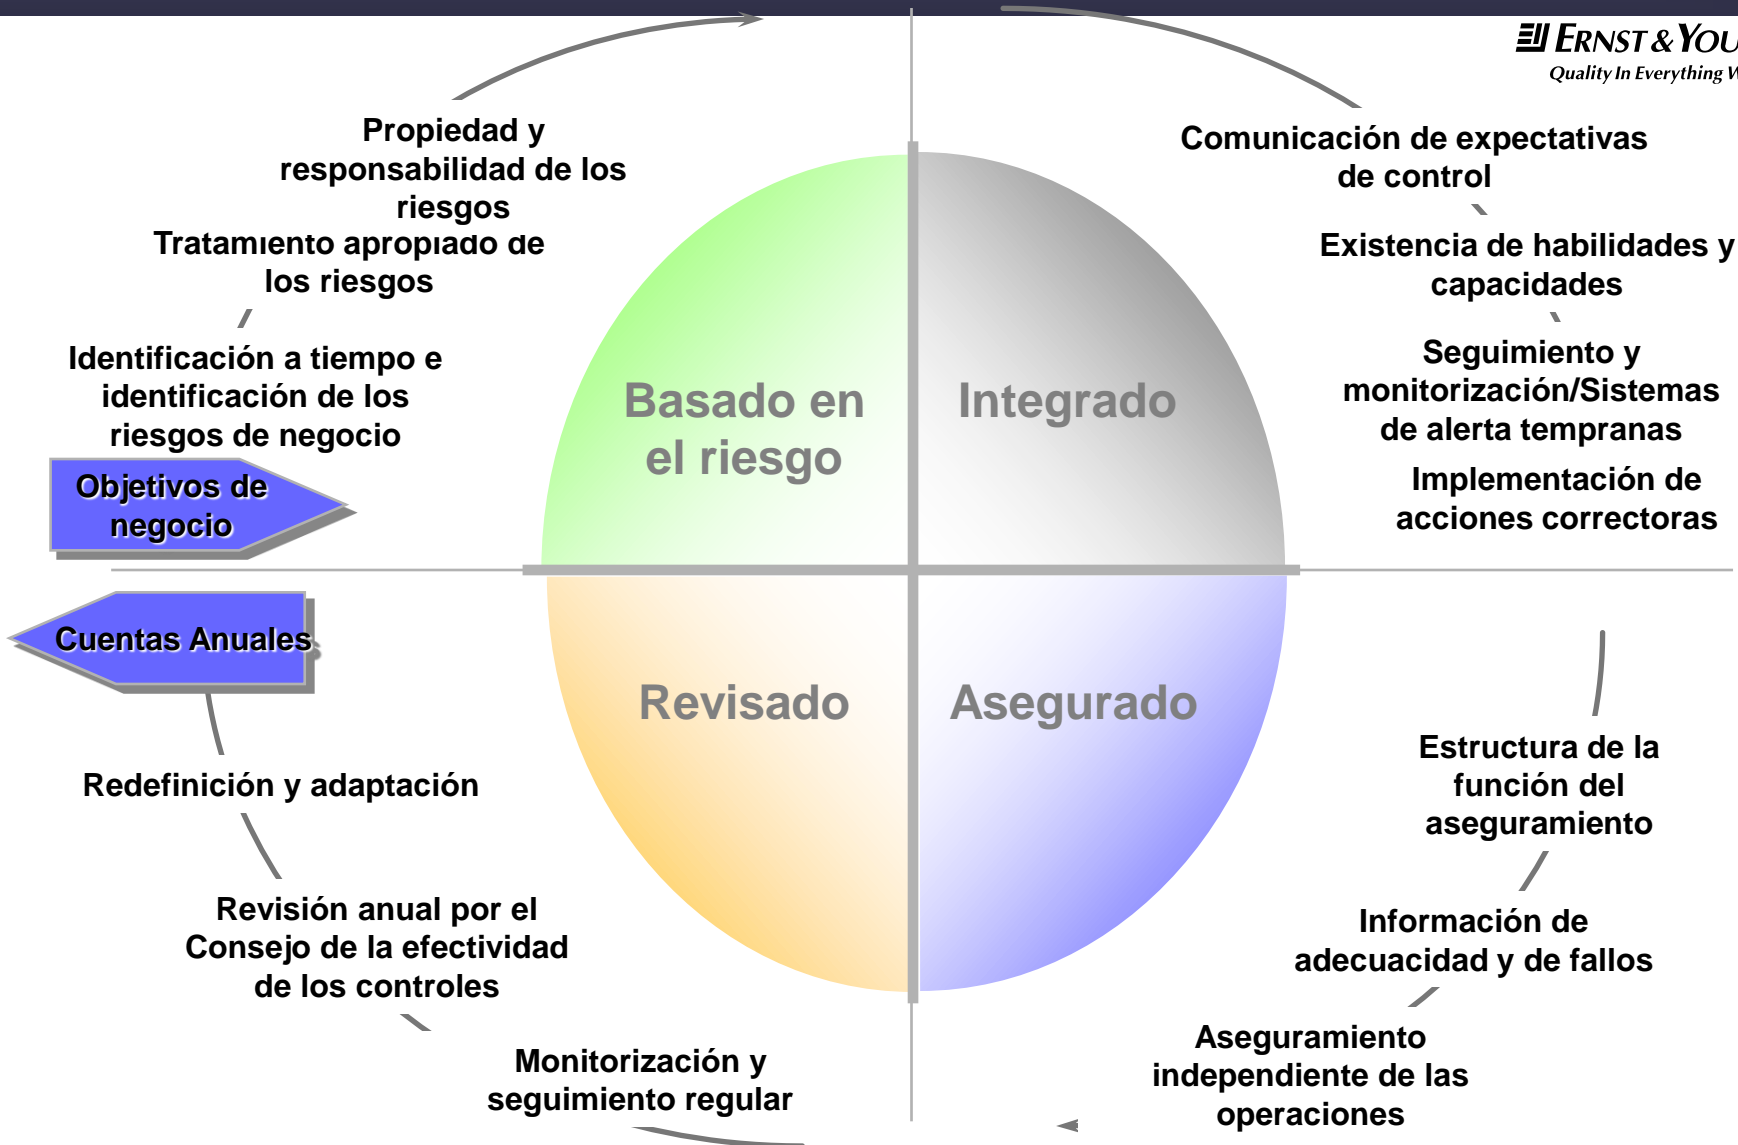 ERNST & YOU
Quality In Everything W
Propiedad y
responsabilidad de los
riesgos
Tratamiento apropiado de
los riesgos
Identificación a tiempo e
identificación de los
riesgos de negocio
Objetivos de
negocio
Basado en
el riesgo
Integrado
Comunicación de expectativas
de control
Existencia de habilidades y
capacidades
Seguimiento y
monitorización/Sistemas
de alerta tempranas
Implementación de
acciones correctoras
Cuentas Anuales
Revisado
Asegurado
Redefinición y adaptación
Revisión anual por el
Consejo de la efectividad
de los controles
Monitorización y
seguimiento regular
Estructura de la
función del
aseguramiento
Información de
adecuacidad y de fallos
Aseguramiento
independiente de las
operaciones